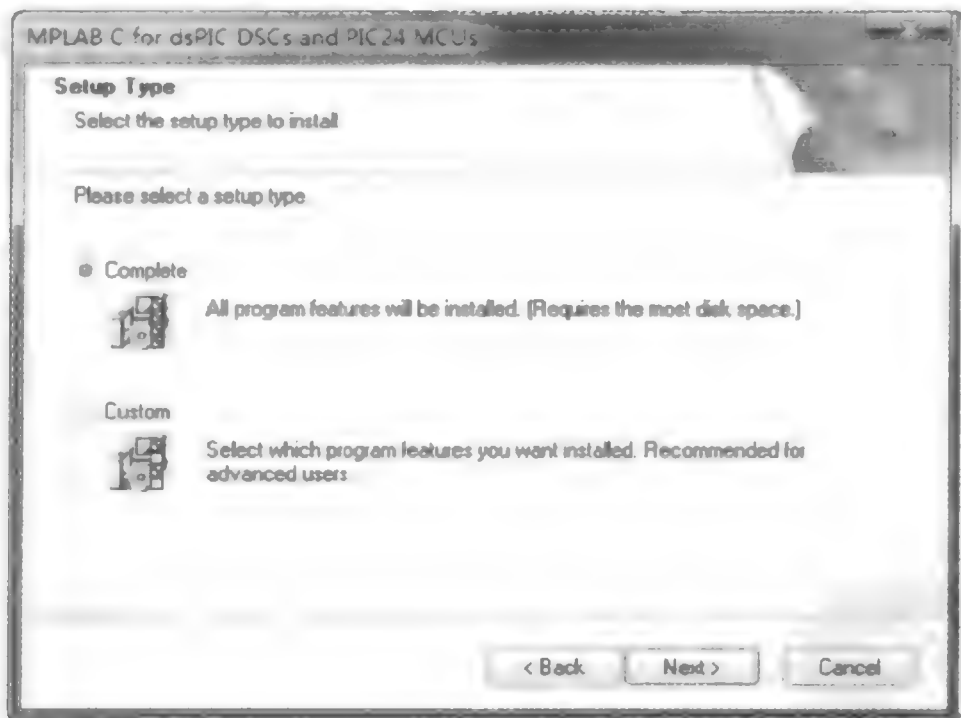 MPLAB C for dsPIC DSCs and PIC24 MCUs
Setup Type
Select the setup type to install
Please select a setup type
Complete
All program features will be installed. (Requires the most disk space.)
Custom
Select which program features you want installed. Recommended for
advanced users
< Back
Next >
Cancel